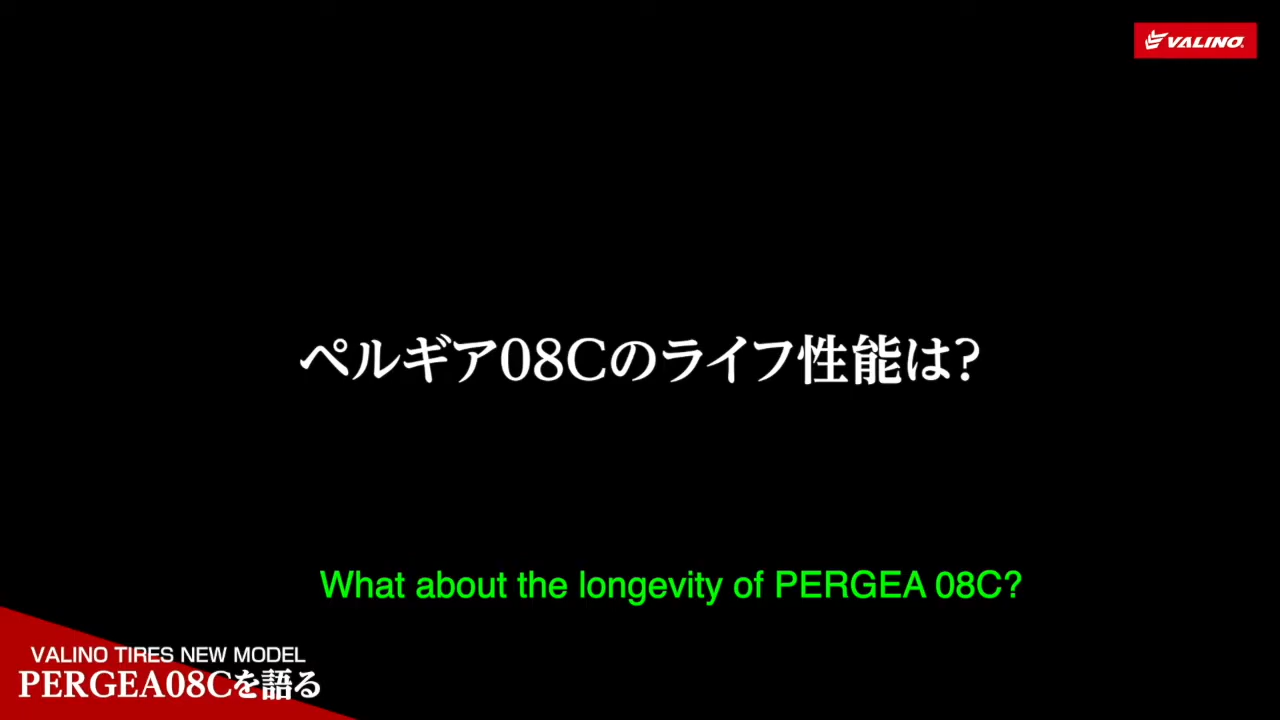 VALINO
ペルギア08Cのライフ性能は?
What about the longevity of PERGEA 08C?
VALINO TIRES NEW MODEL
PERGEA08Cを語る